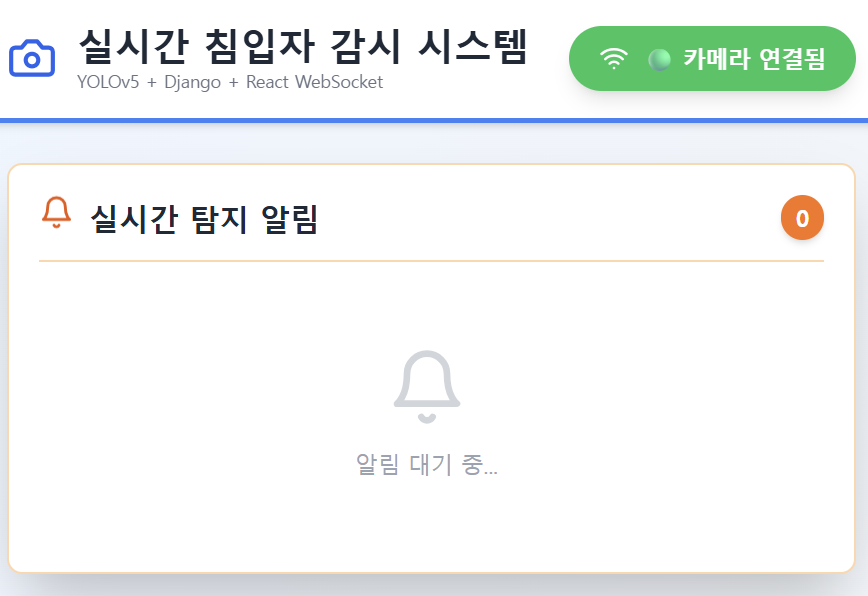 실시간 침입자 감시 시스템
YOLOv5 + Django + React WebSocket
카메라 연결됨
실시간 탐지 알림
0
알림 대기 중...